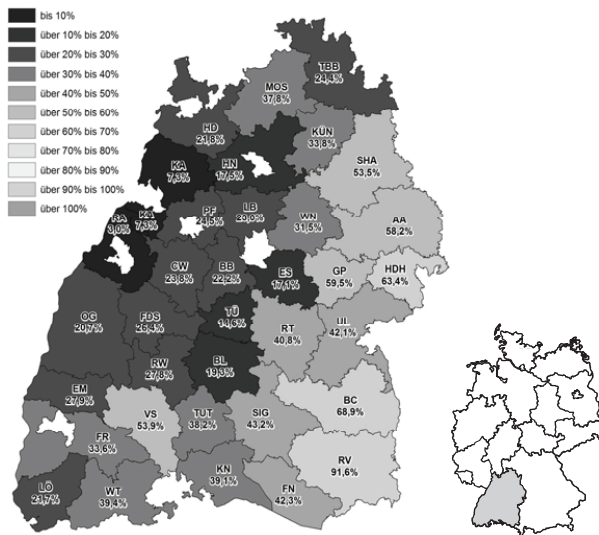 bis 10%
über 10% bis 20%
über 20% bis 30%
über 30% bis 40%
über 40% bis 50%
über 50% bis 60%
über 60% bis 70%
über 70% bis 80%
über 80% bis 90%
über 90% bis 100%
über 100%
TBB
24,4%
MOS
37,8%
HD
21,8%
KÜN
33,8%
KA
7,3%
HN
17,5%
SHA
53,5%
RA
3,0%
KA
7,3%
PF
24,5%
LB
WN
31,5%
AA
58,2%
CW
23,8%
BB
22,2%
ES
17,1%
GP
59,5%
HDH
63,4%
OG
20,7%
FDS
26,4%
TÜ
14,6%
RT
40,8%
UL
42,1%
RW
27,8%
BL
19,3%
EM
27,9%
VS
53,9%
TUT
38,2%
SIG
43,2%
BC
68,9%
FR
33,6%
RV
91,6%
LÖ
21,7%
WT
39,4%
KN
39,1%
FN
42,3%